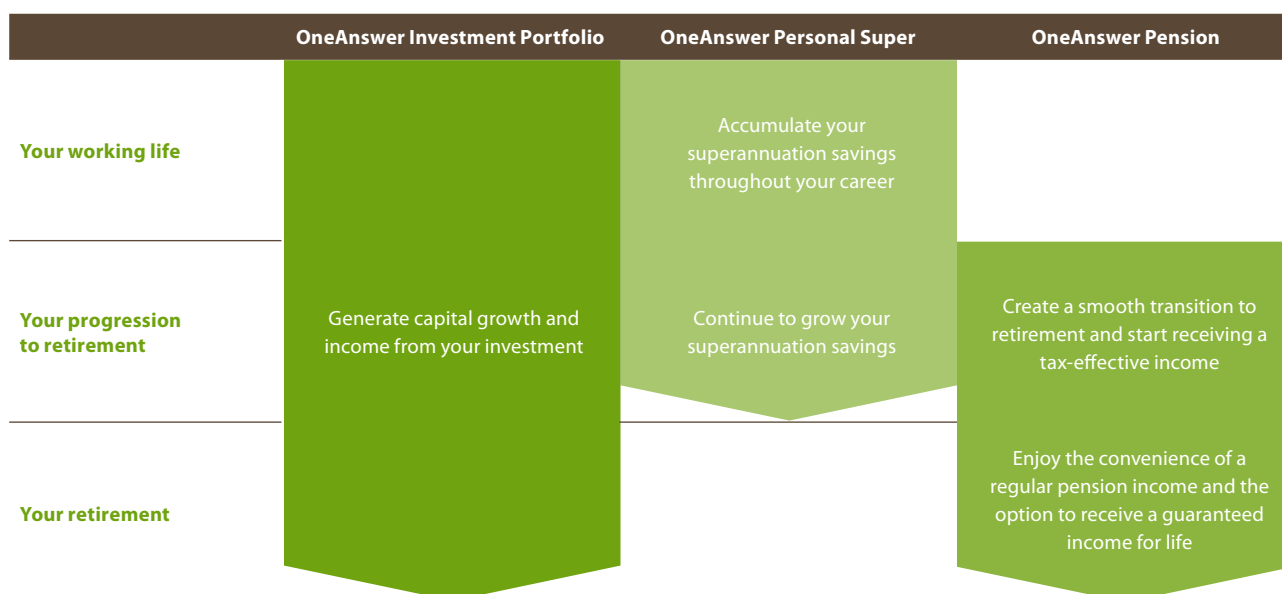 OneAnswer Investment Portfolio
OneAnswer Personal Super
OneAnswer Pension
Your working life
Accumulate your
superannuation savings
throughout your career
Your progression
to retirement
Generate capital growth and
income from your investment
Continue to grow your
superannuation savings
Create a smooth transition to
retirement and start receiving a
tax-effective income
Your retirement
Enjoy the convenience of a
regular pension income and the
option to receive a guaranteed
income for life